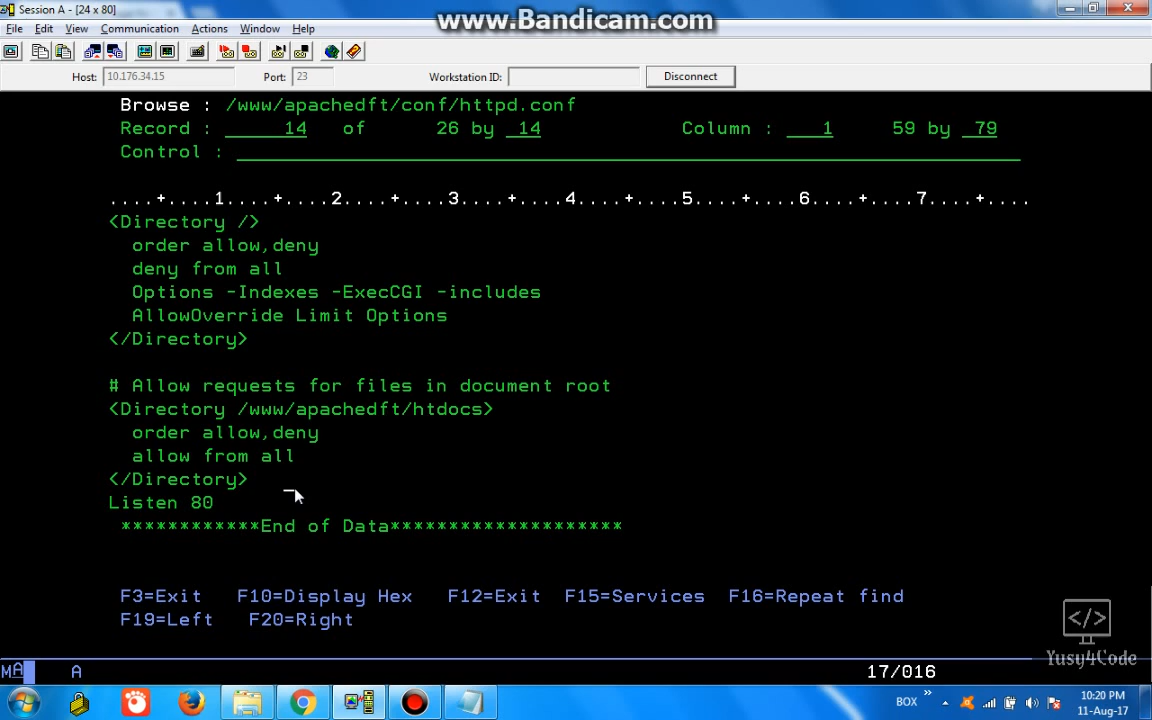 Session A - [24 x 80]
www.Bandicam.com
File Edit View Communication Actions Window Help
Host: 10.176.34.15 Port: 23 Workstation ID: Disconnect
Browse : /www/apachedft/conf/httpd.conf
Record : 14 of 26 by 14 Column : 1 59 by 79
Control :
....+....1....+....2....+....3....+....4....+....5....+....6....+....7....+....
<Directory />
order allow,deny
deny from all
Options -Indexes -ExecCGI -includes
AllowOverride Limit Options
</Directory>
# Allow requests for files in document root
<Directory /www/apachedft/htdocs>
order allow,deny
allow from all
</Directory>
Listen 80
************End of Data********************
F3=Exit F10=Display Hex F12=Exit F15=Services F16=Repeat find
F19=Left F20=Right
</>
Yusy4Code
MA A 17/016
BOX
10:20 PM
11-Aug-17